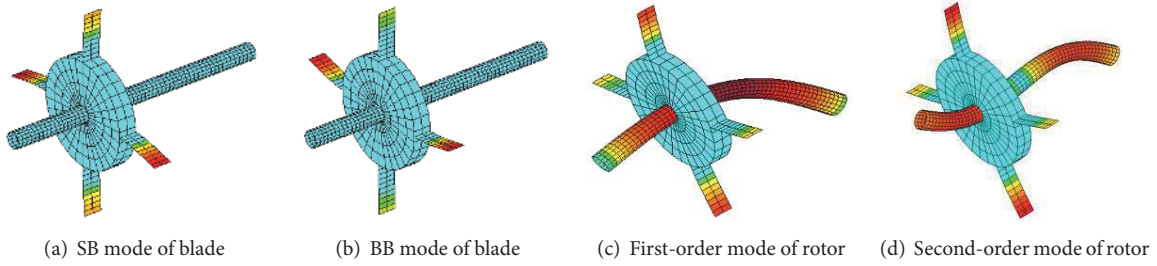 (a) SB mode of blade
(b) BB mode of blade
(c) First-order mode of rotor
(d) Second-order mode of rotor